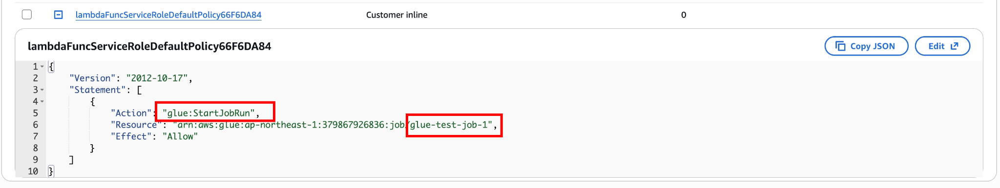 lambdaFuncServiceRoleDefaultPolicy66F6DA84 Customer inline 0
lambdaFuncServiceRoleDefaultPolicy66F6DA84 Copy JSON Edit
1 {
2 "Version": "2012-10-17",
3 "Statement": [
4 {
5 "Action": "glue:StartJobRun",
6 "Resource": "arn:aws:glue:ap-northeast-1:379867926836:job/glue-test-job-1",
7 "Effect": "Allow"
8 }
9 ]
10 }